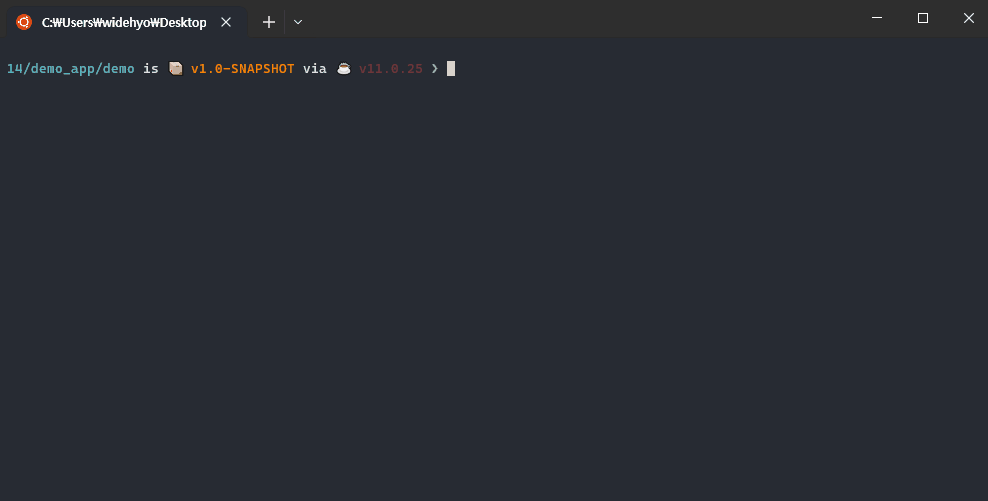 C:₩Users₩widehyo₩Desktop
14/demo_app/demo is 📦 v1.0-SNAPSHOT via ☕ v11.0.25 ❯